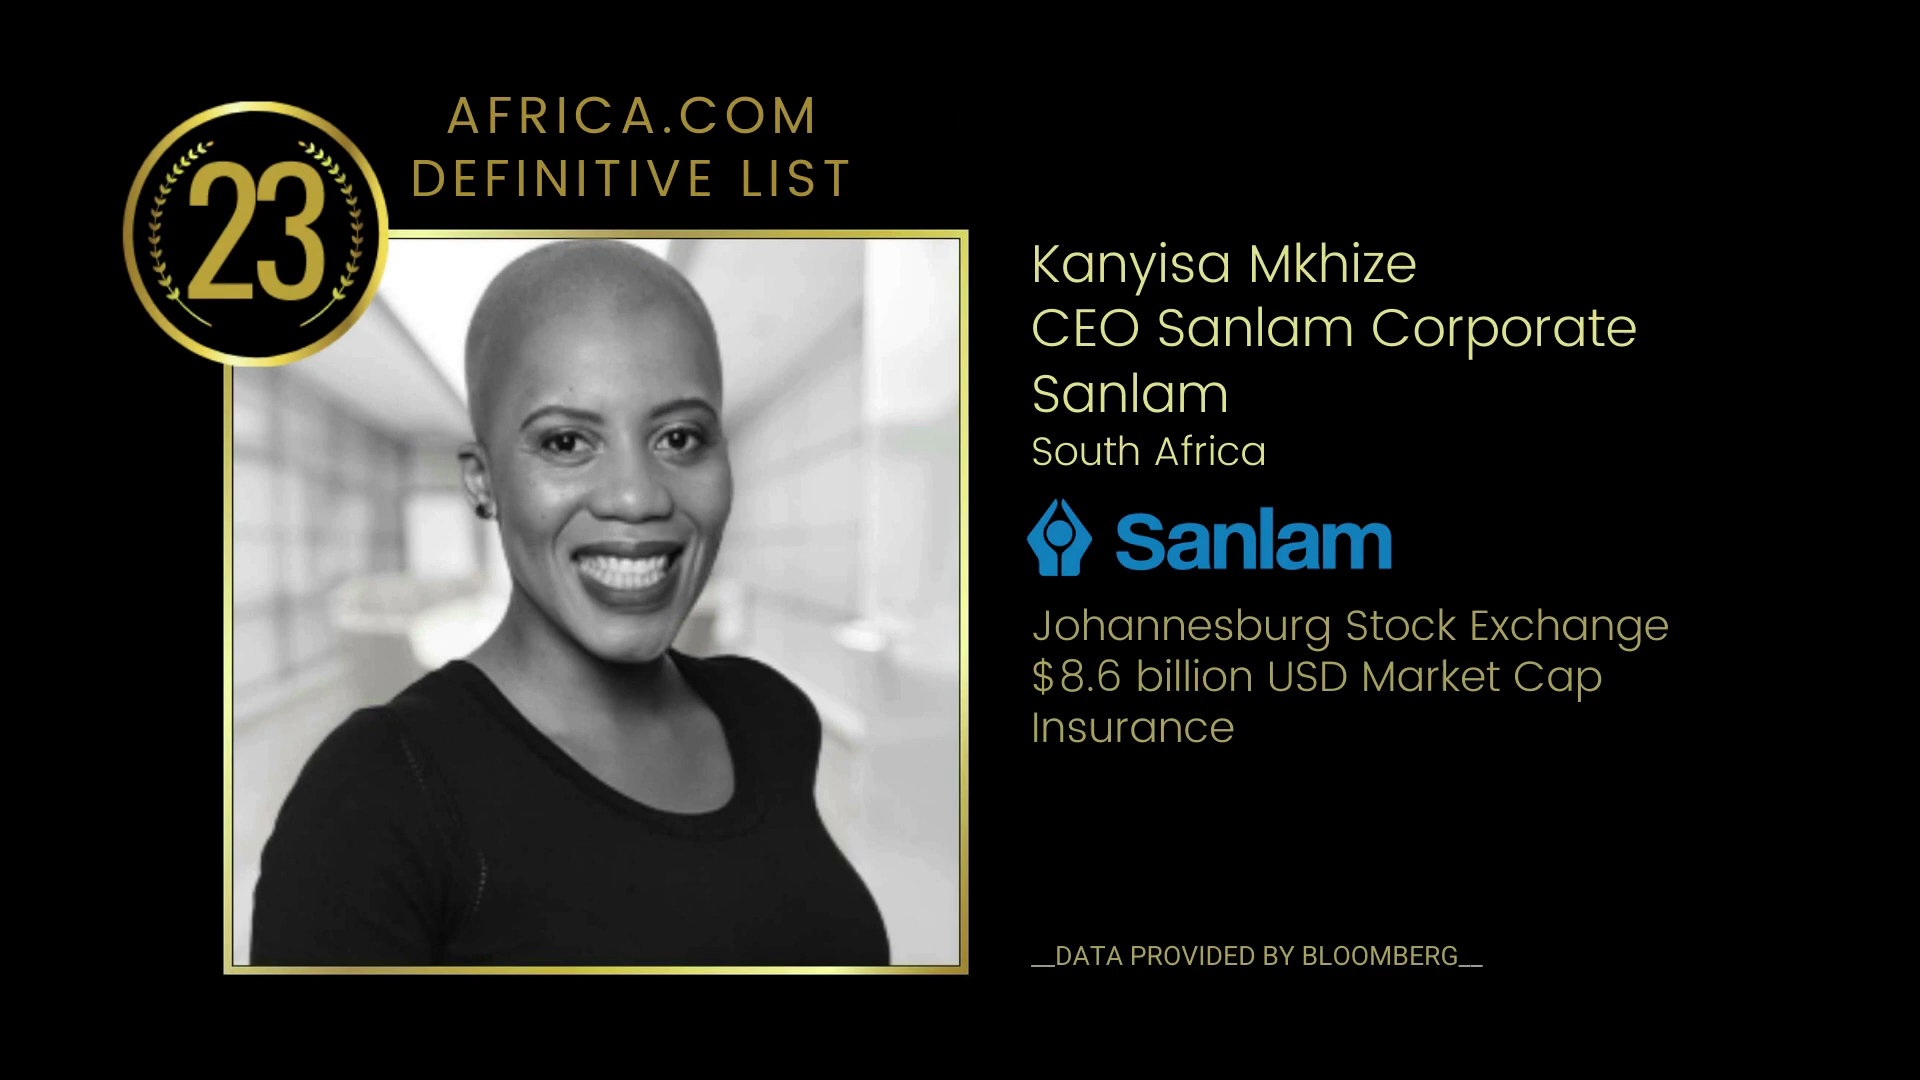 AFRICA.COM
DEFINITIVE LIST
23
Kanyisa Mkhize
CEO Sanlam Corporate
Sanlam
South Africa
Sanlam
Johannesburg Stock Exchange
$8.6 billion USD Market Cap
Insurance
__DATA PROVIDED BY BLOOMBERG__